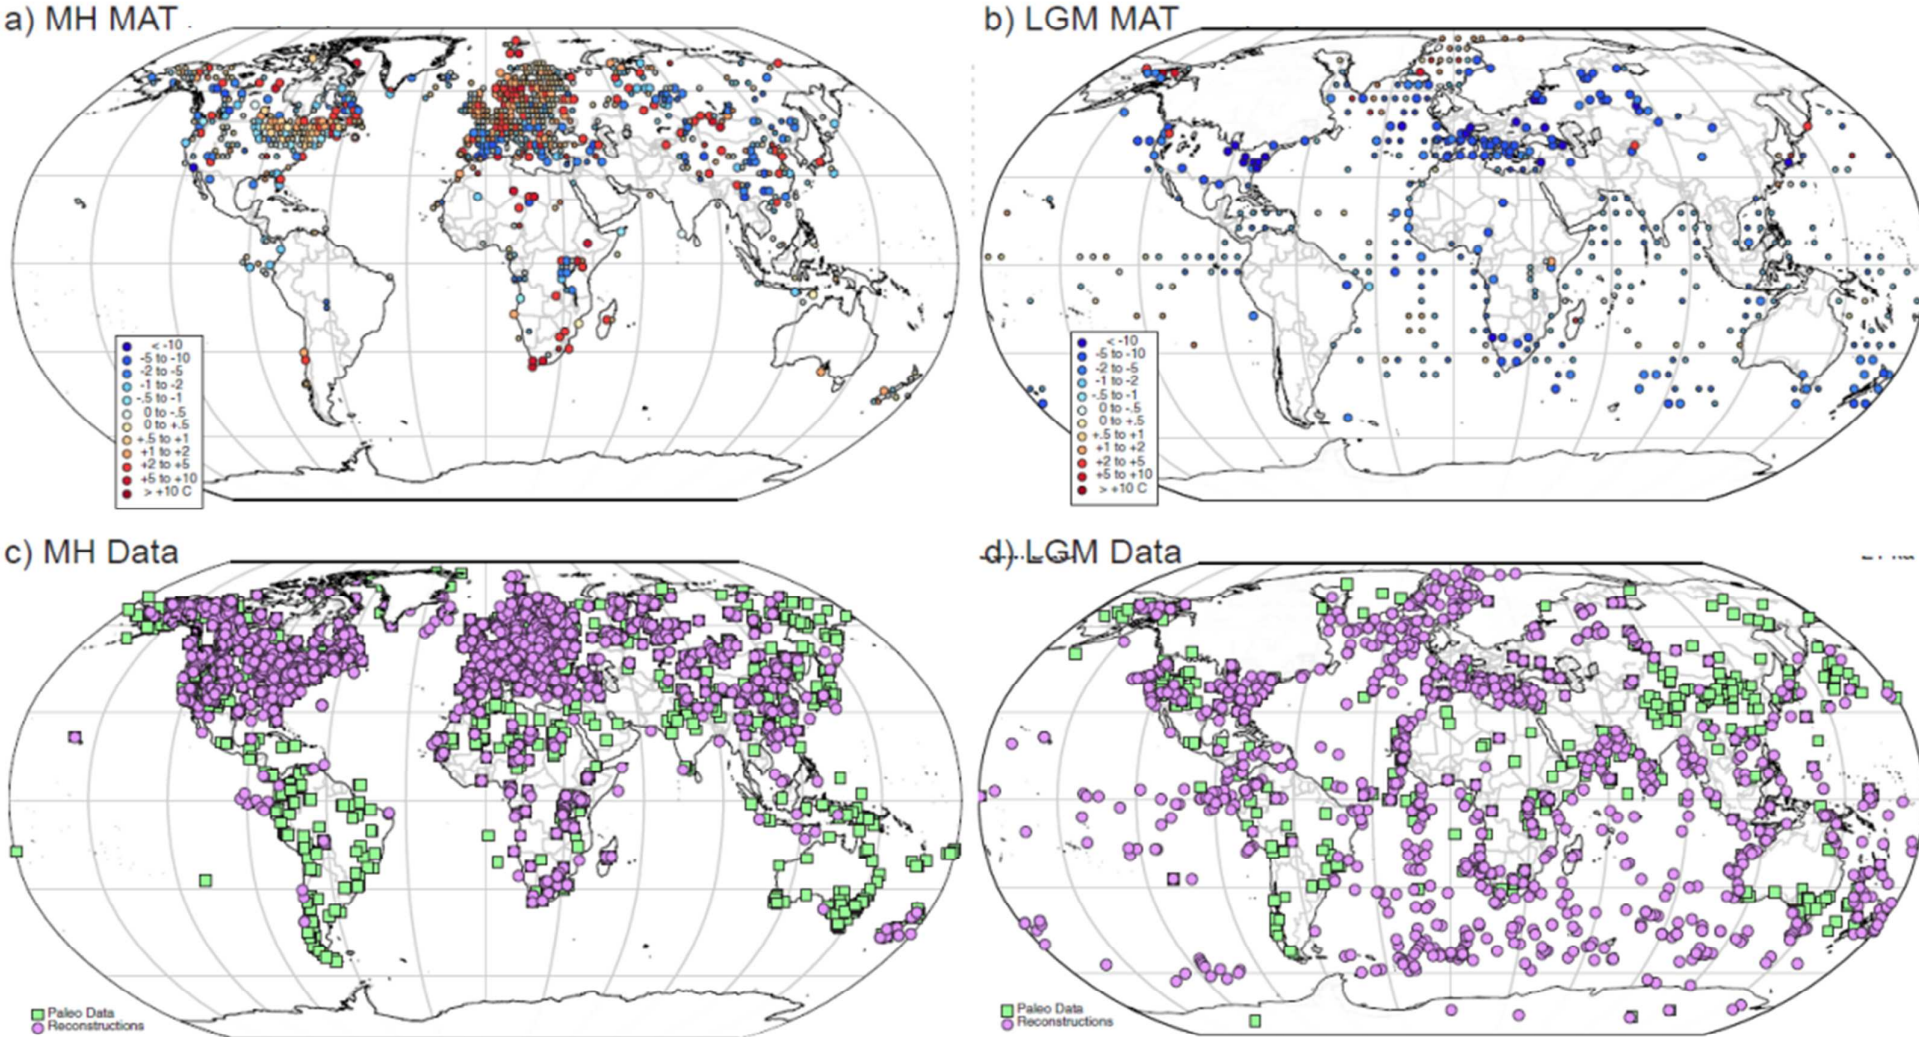 a) MH MAT
b) LGM MAT
< -10
-5 to -10
-2 to -5
-1 to -2
-.5 to -1
0 to -.5
0 to +.5
+.5 to +1
+1 to +2
+2 to +5
+5 to +10
> +10 C
< -10
-5 to -10
-2 to -5
-1 to -2
-.5 to -1
0 to -.5
0 to +.5
+.5 to +1
+1 to +2
+2 to +5
+5 to +10
> +10 C
c) MH Data
d) LGM Data
Paleo Data
Reconstructions
Paleo Data
Reconstructions